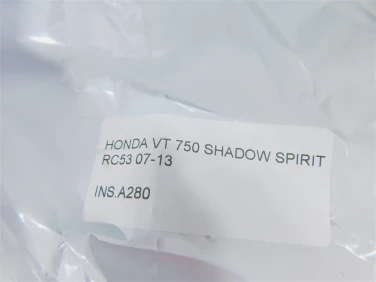 HONDA VT 750 SHADOW SPIRIT
RC53 07-13
INS.A280